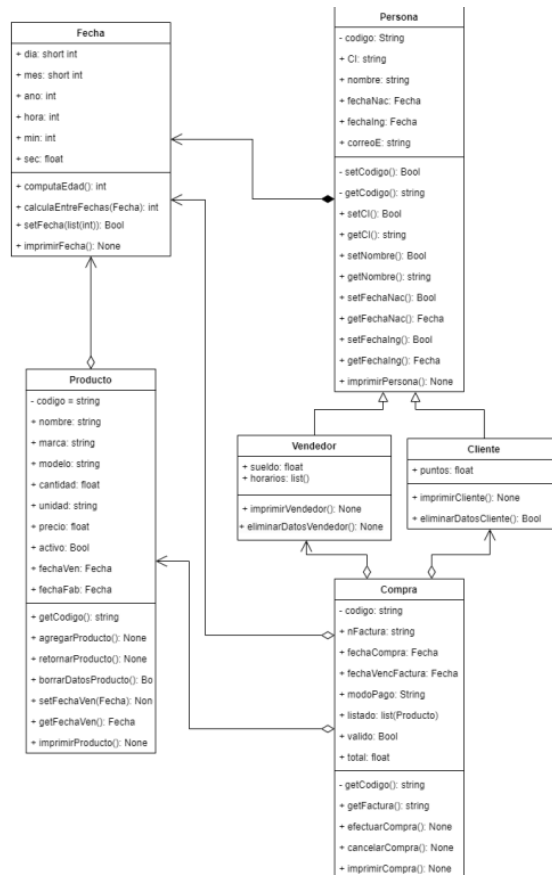 Fecha
+ dia: short int
+ mes: short int
+ ano: int
+ hora: int
+ min: int
+ sec: float
+ computaEdad(): int
+ calculaEntreFechas(Fecha): int
+ setFecha(list(int)): Bool
+ imprimirFecha(): None
Persona
- codigo: String
+ CI: string
+ nombre: string
+ fechaNac: Fecha
+ fechaIng: Fecha
+ correoE: string
- setCodigo(): Bool
- getCodigo(): string
+ setCI(): Bool
+ getCI(): string
+ setNombre(): Bool
+ getNombre(): string
+ setFechaNac(): Bool
+ getFechaNac(): Fecha
+ setFechaIng(): Bool
+ getFechaIng(): Fecha
+ imprimirPersona(): None
Producto
- codigo = string
+ nombre: string
+ marca: string
+ modelo: string
+ cantidad: float
+ unidad: string
+ precio: float
+ activo: Bool
+ fechaVen: Fecha
+ fechaFab: Fecha
+ getCodigo(): string
+ agregarProducto(): None
+ retornarProducto(): None
+ borrarDatosProducto(): Bo
+ setFechaVen(Fecha): Non
+ getFechaVen(): Fecha
+ imprimirProducto(): None
Vendedor
+ sueldo: float
+ horarios: list()
+ imprimirVendedor(): None
+ eliminarDatosVendedor(): None
Cliente
+ puntos: float
+ imprimirCliente(): None
+ eliminarDatosCliente(): Bool
Compra
- codigo: string
+ nFactura: string
+ fechaCompra: Fecha
+ fechaVencFactura: Fecha
+ modoPago: String
+ listado: list(Producto)
+ valido: Bool
+ total: float
- getCodigo(): string
+ getFactura(): string
+ efectuarCompra(): None
+ cancelarCompra(): None
+ imprimirCompra(): None